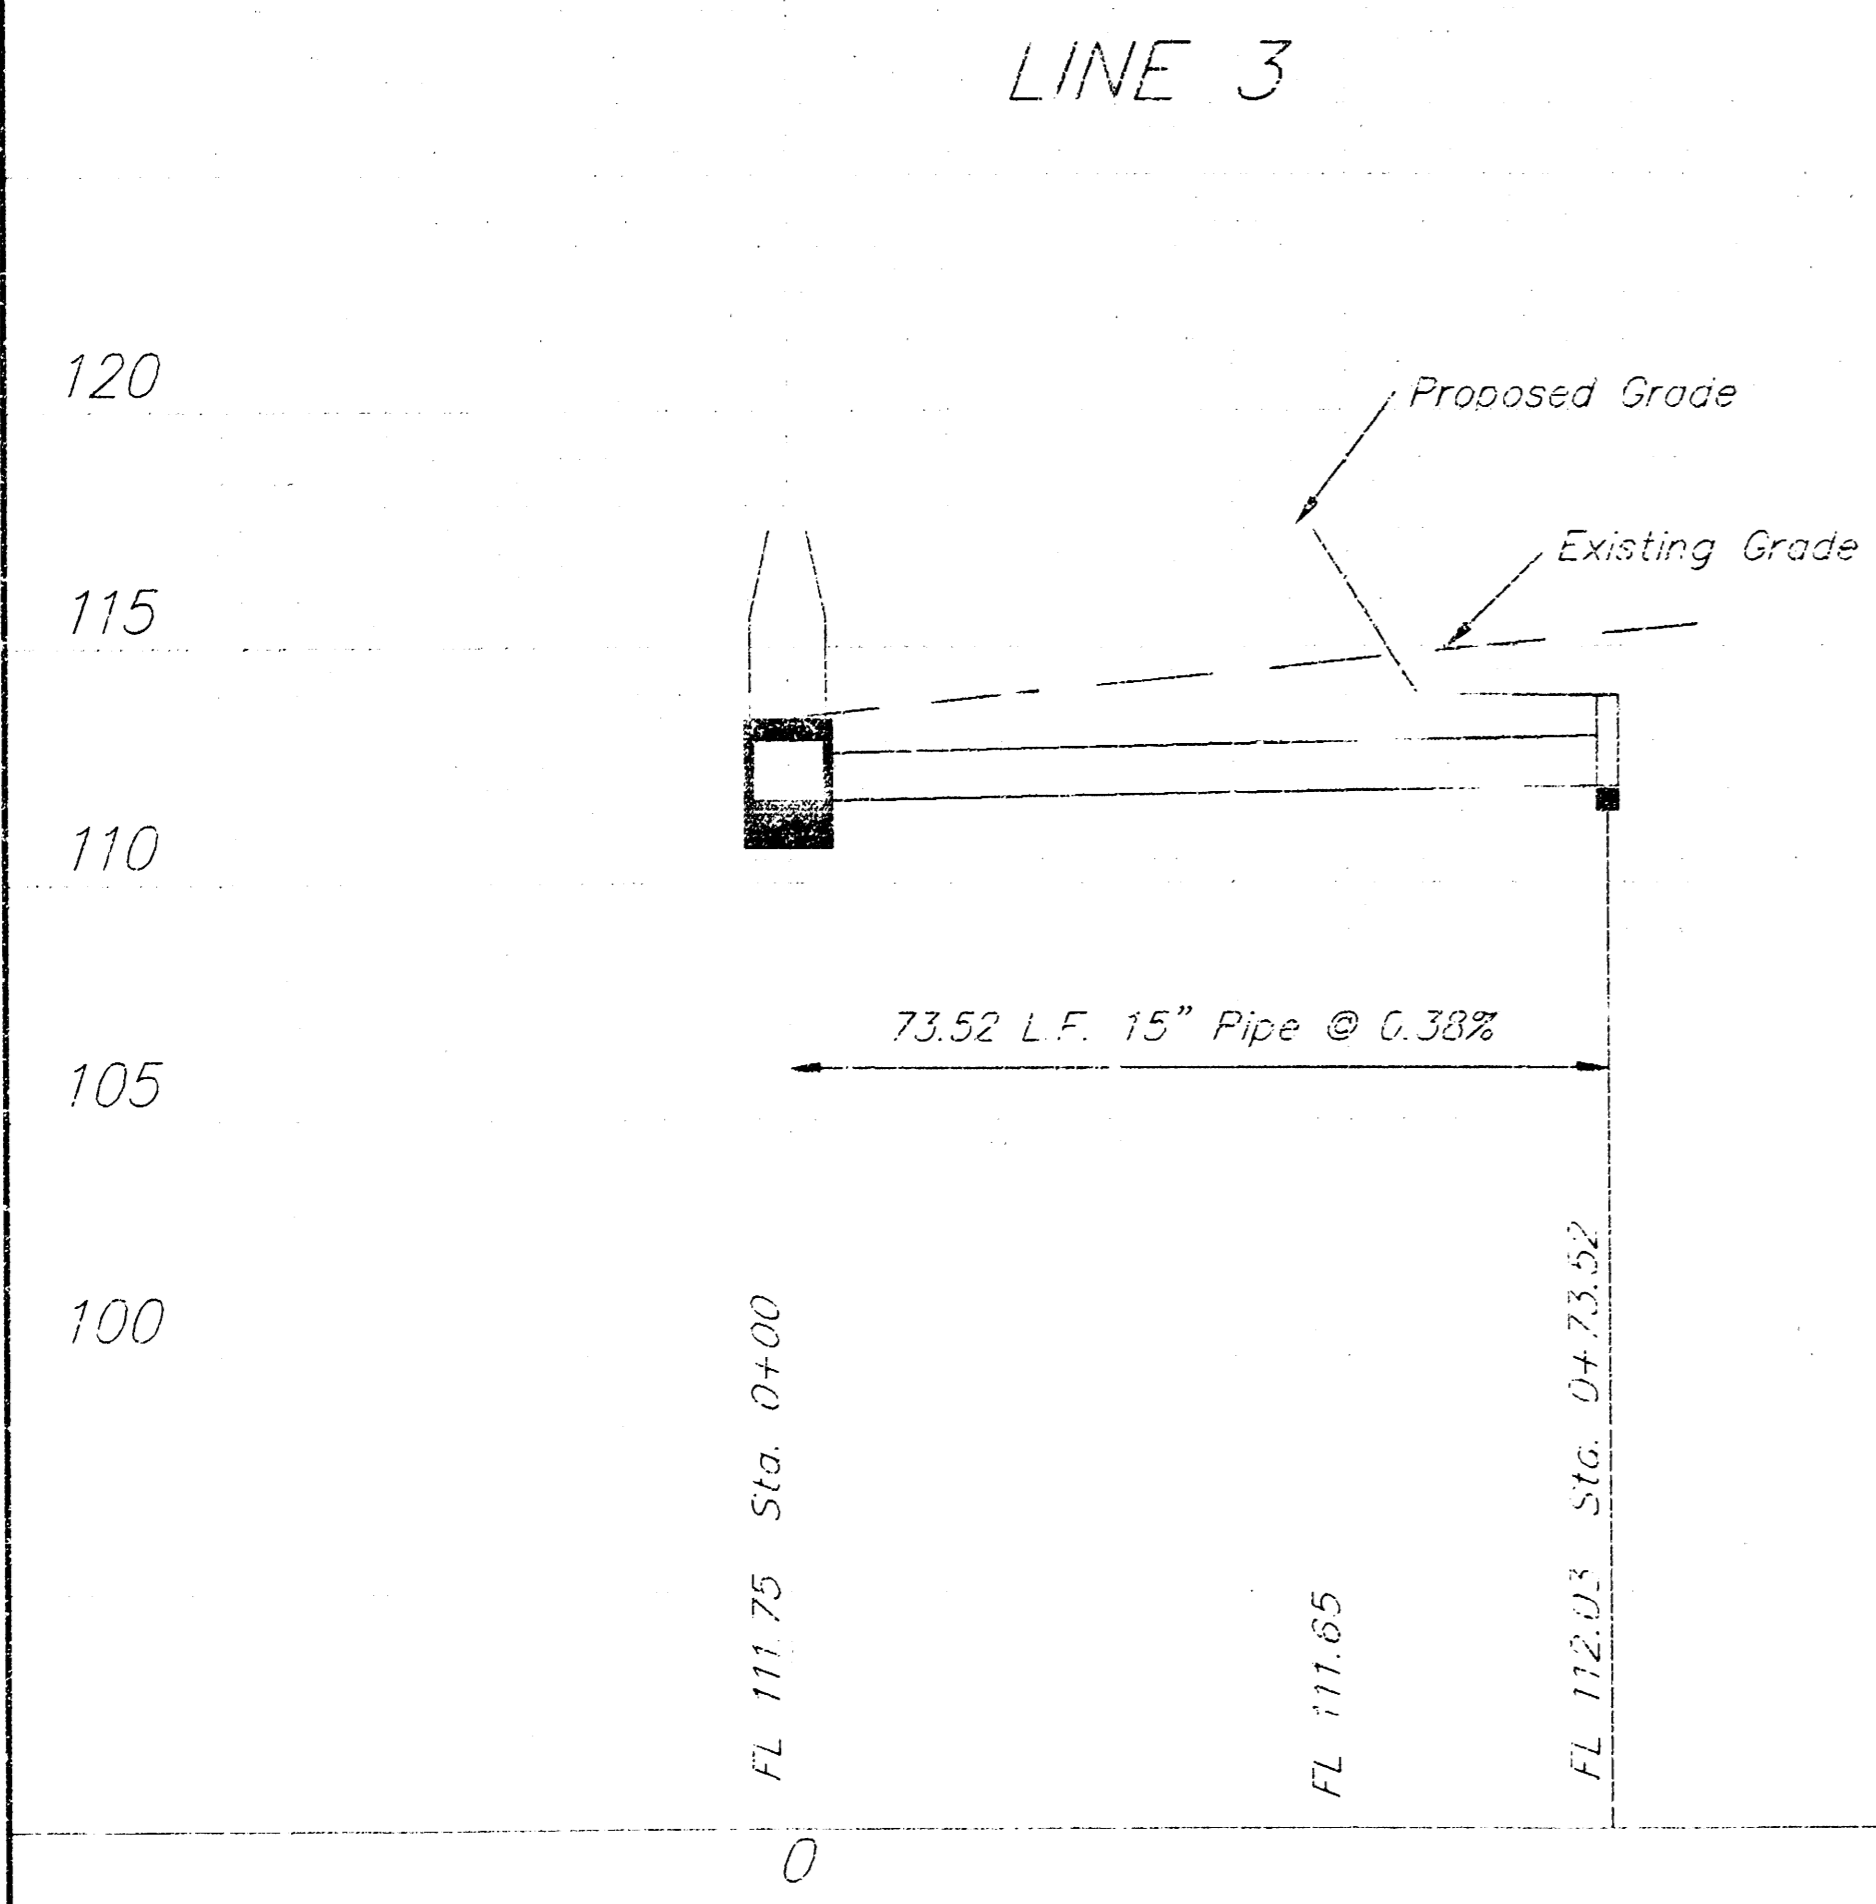 LINE 3
120
Proposed Grade
Existing Grade
115
110
73.52 L.F. 15" Pipe @ 0.38%
105
100
FL 111.75 Sta. 0+00
FL 111.65
FL 112.03 Sta. 0+73.52
0